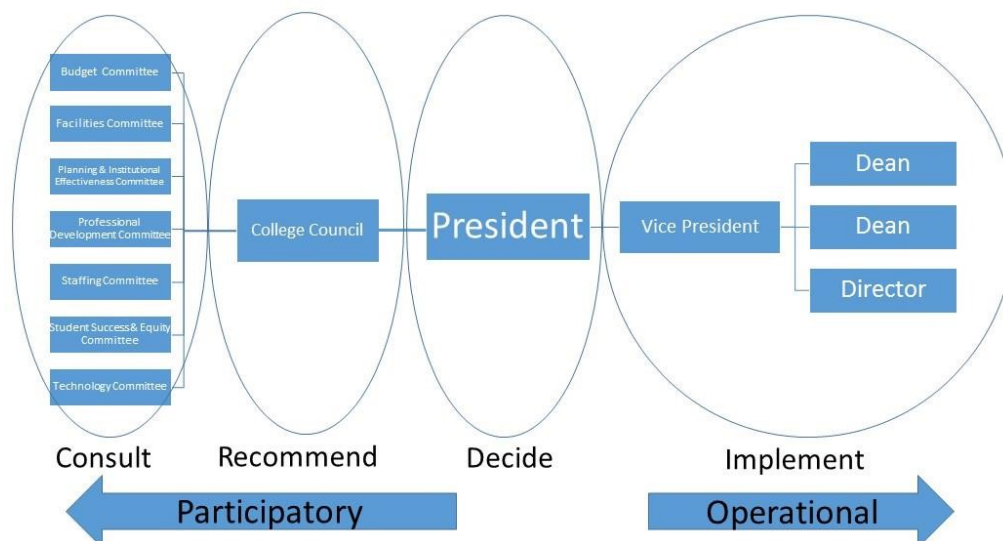 Budget Committee
Facilities Committee
Planning & Institutional
Effectiveness Committee
Professional
Development Committee
Staffing Committee
Student Success & Equity
Committee
Technology Committee
College Council
President
Vice President
Dean
Dean
Director
Consult
Recommend
Decide
Implement
Participatory
Operational